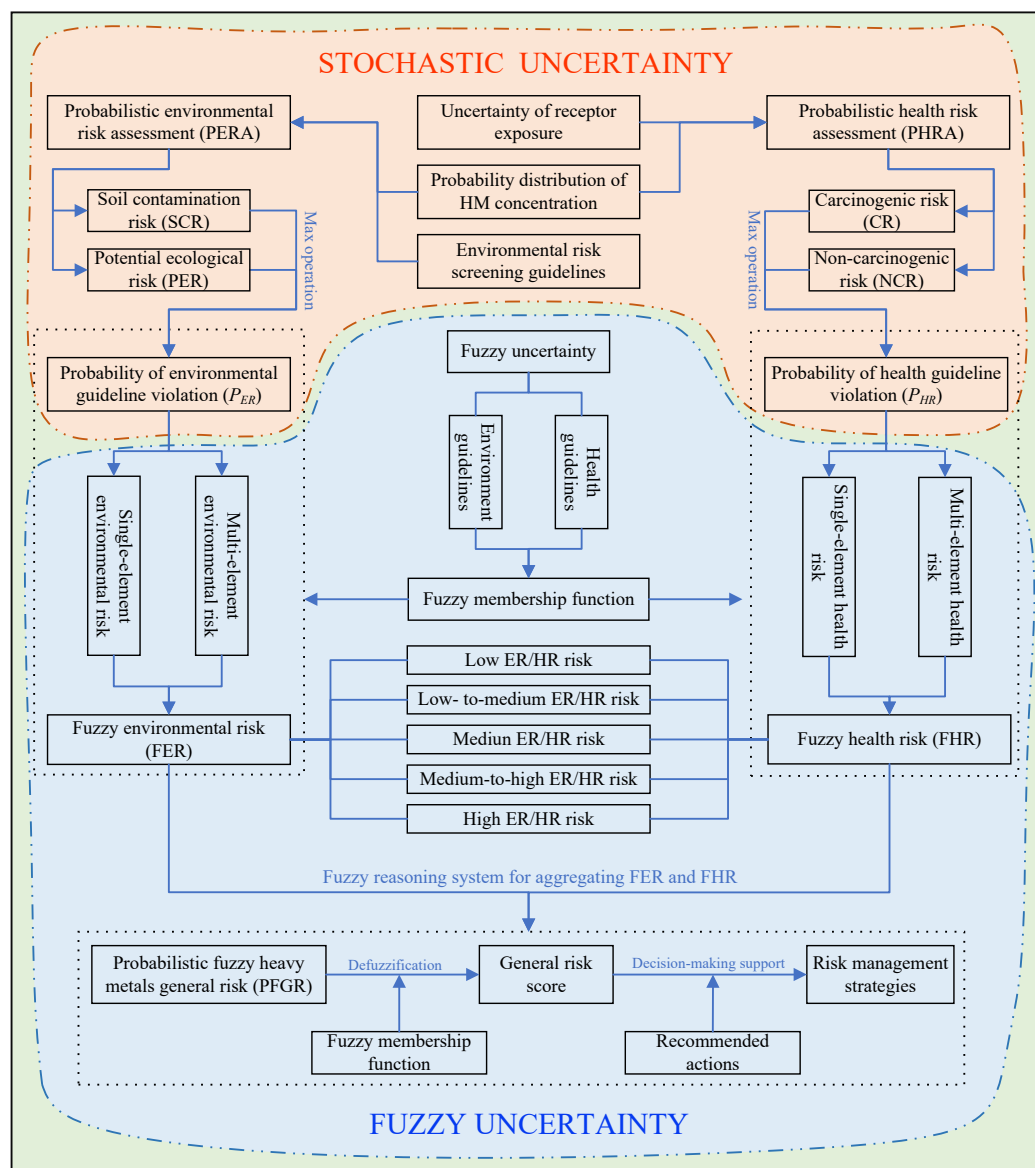 STOCHASTIC UNCERTAINTY
Probabilistic environmental
risk assessment (PERA)
Uncertainty of receptor
exposure
Probabilistic health risk
assessment (PHRA)
Probability distribution of
HM concentration
Soil contamination
risk (SCR)
Carcinogenic risk
(CR)
Max operation
Max operation
Environmental risk
screening guidelines
Potential ecological
risk (PER)
Non-carcinogenic
risk (NCR)
Fuzzy uncertainty
Probability of environmental
guideline violation (P_ER)
Probability of health guideline
violation (P_HR)
Environment
guidelines
Health
guidelines
Single-element
environmental risk
Multi-element
environmental risk
Single-element health
risk
Multi-element health
risk
Fuzzy membership function
Low ER/HR risk
Low- to-medium ER/HR risk
Mediun ER/HR risk
Medium-to-high ER/HR risk
High ER/HR risk
Fuzzy environmental risk
(FER)
Fuzzy health risk (FHR)
Fuzzy reasoning system for aggregating FER and FHR
Probabilistic fuzzy heavy
metals general risk (PFGR)
Defuzzification
General risk
score
Decision-making support
Risk management
strategies
Fuzzy membership
function
Recommended
actions
FUZZY UNCERTAINTY